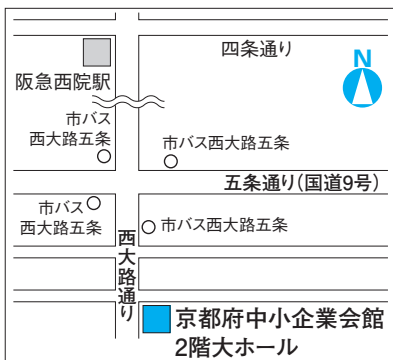 四条通り
N
阪急西院駅
市バス
西大路五条
市バス西大路五条
五条通り(国道9号)
市バス
西大路五条
市バス西大路五条
西大路通り
京都府中小企業会館
2階大ホール